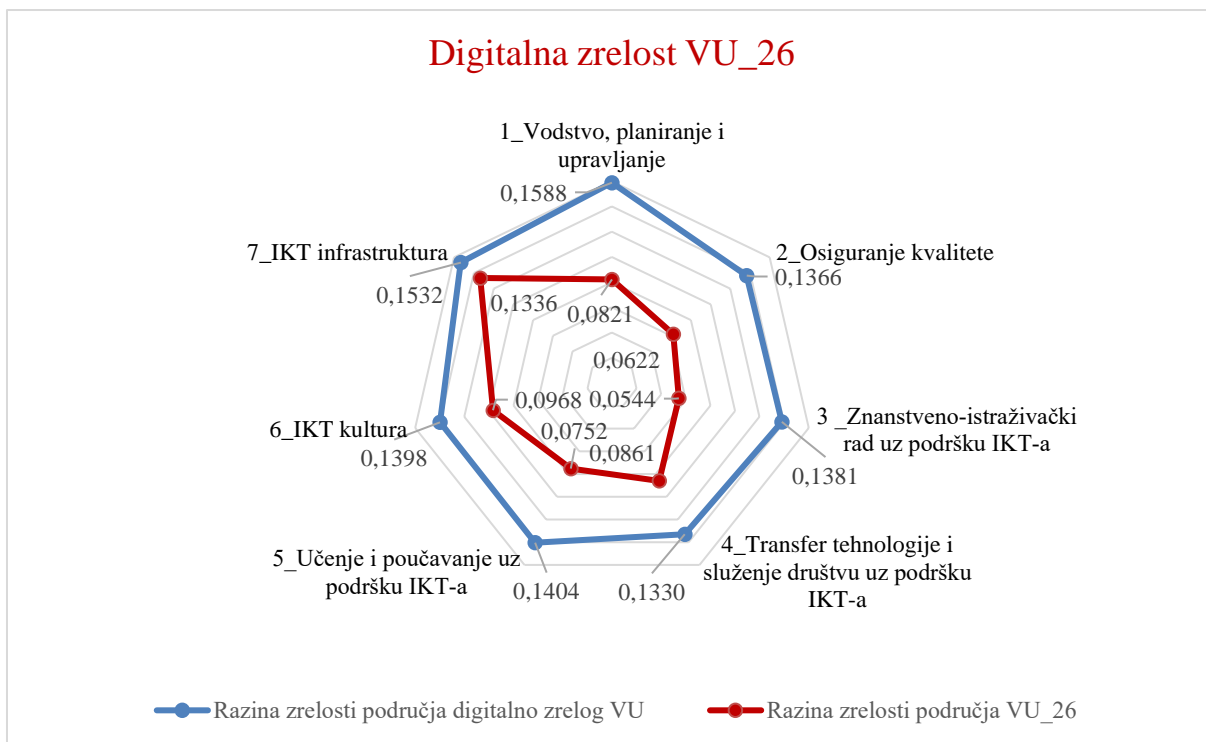 Digitalna zrelost VU_26
1_Vodstvo, planiranje i
upravljanje
0,1588
7_IKT infrastruktura
2_Osiguranje kvalitete
0,1366
0,1532
0,1336
0,0821
0,0622
0,0968
0,0544
6_IKT kultura
0,1398
3 _Znanstveno-istraživački
rad uz podršku IKT-a
0,1381
0,0752
0,0861
5_Učenje i poučavanje uz
podršku IKT-a
0,1404
0,1330
4_Transfer tehnologije i
služenje društvu uz podršku
IKT-a
Razina zrelosti područja digitalno zrelog VU
Razina zrelosti područja VU_26